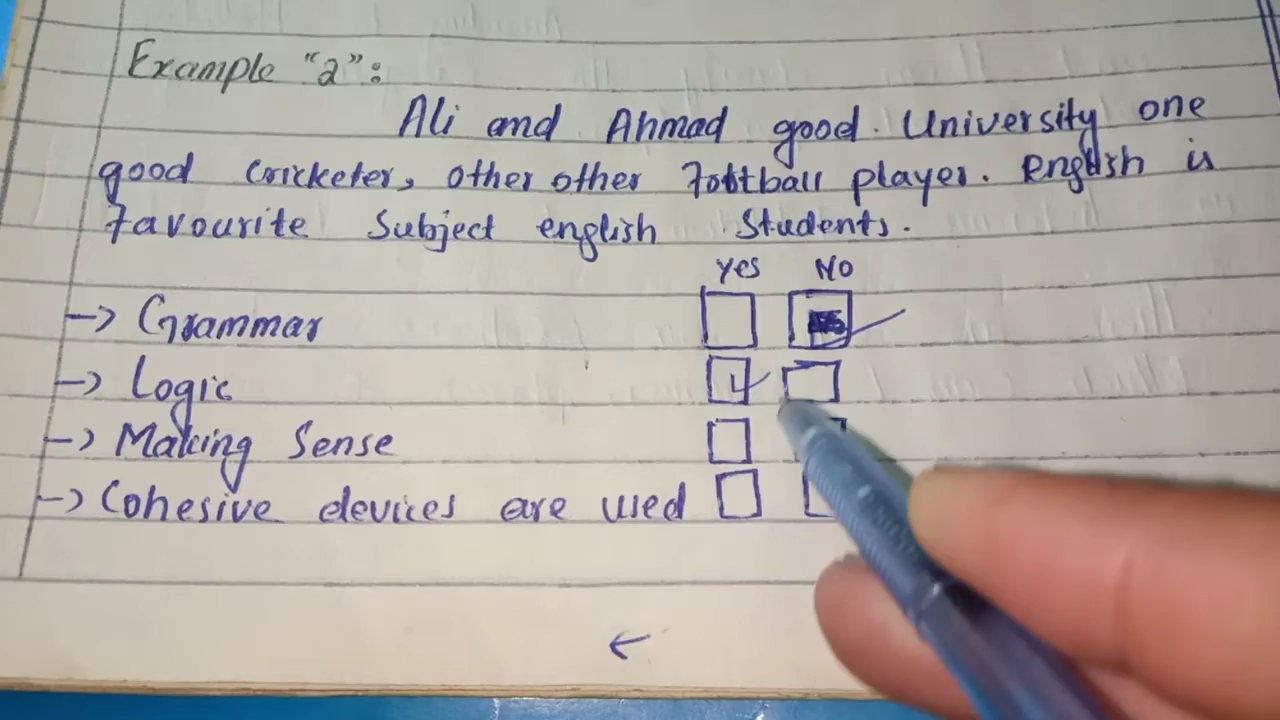 Example "2":
Ali and Ahmad good. University one
good cricketer, other other football player. english is
favourite subject english students.
Yes No
→ Grammar
→ Logic
→ Making Sense
→ Cohesive devices are used
←